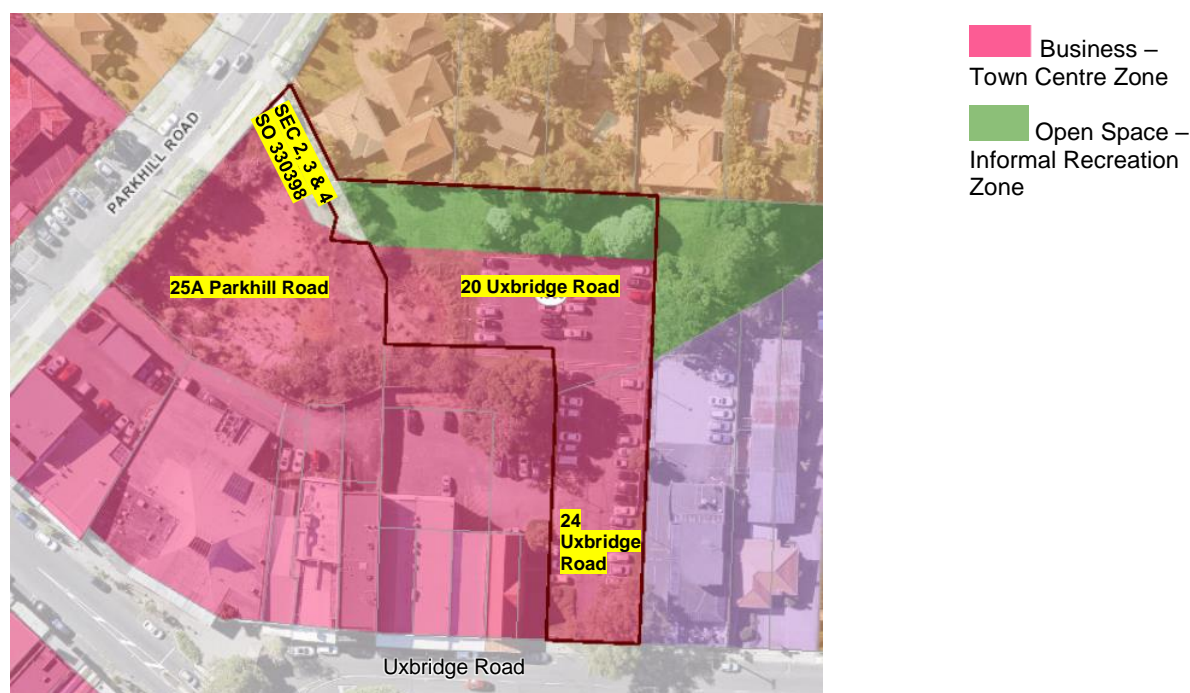 PARKHILL ROAD
SEC 2, 3 & 4
SO 330398
25A Parkhill Road
20 Uxbridge Road
24
Uxbridge
Road
Uxbridge Road
Business –
Town Centre Zone
Open Space –
Informal Recreation
Zone